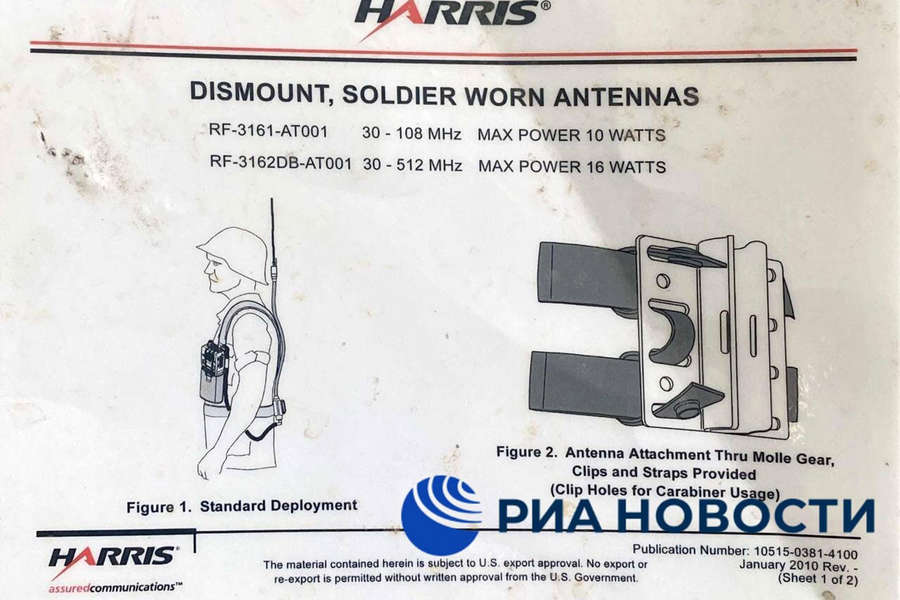 HARRIS®
DISMOUNT, SOLDIER WORN ANTENNAS
RF-3161-AT001 30 - 108 MHz MAX POWER 10 WATTS
RF-3162DB-AT001 30 - 512 MHz MAX POWER 16 WATTS
Figure 1. Standard Deployment
Figure 2. Antenna Attachment Thru Molle Gear,
Clips and Straps Provided
(Clip Holes for Carabiner Usage)
РИА НОВОСТИ
HARRIS®
assuredcommunications™
The material contained herein is subject to U.S. export approval. No export or
re-export is permitted without written approval from the U.S. Government.
Publication Number: 10515-0381-4100
January 2010 Rev. -
(Sheet 1 of 2)